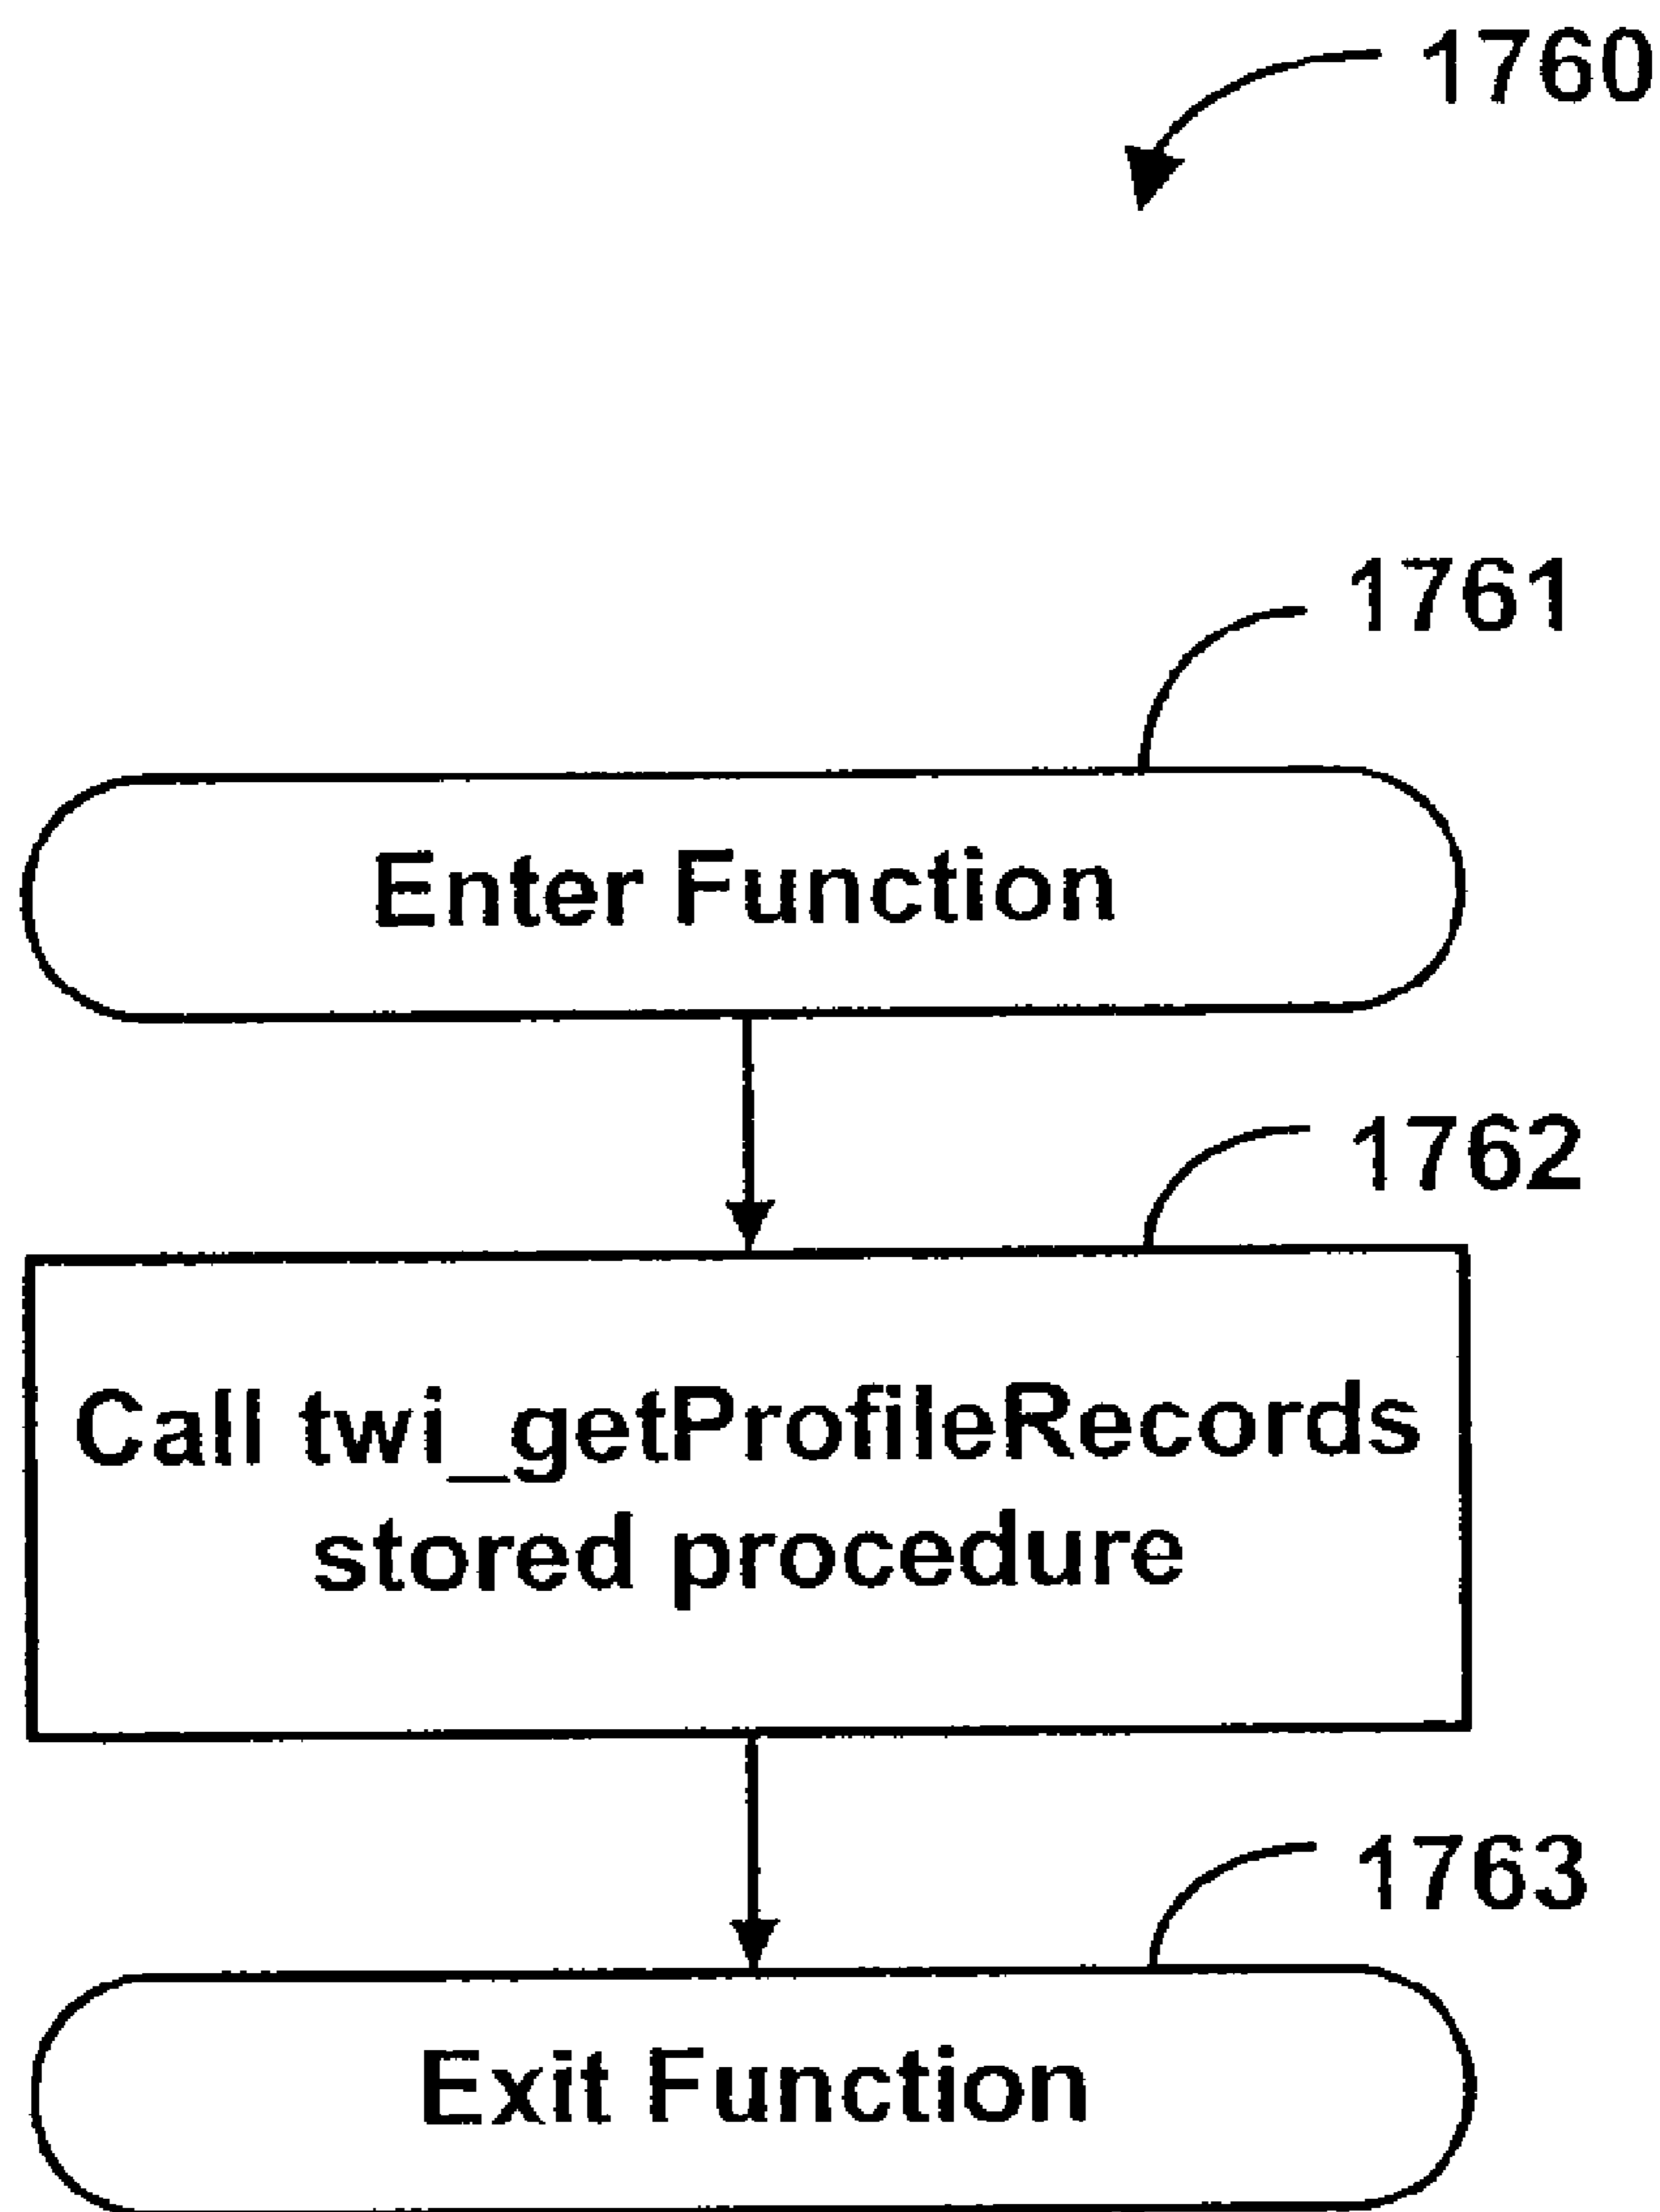 1760
1761
Enter Function
1762
Call twi_getProfileRecords
stored procedure
1763
Exit Function